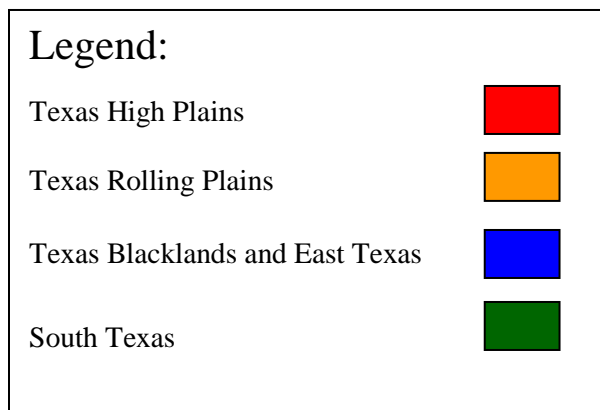 Legend:
Texas High Plains
Texas Rolling Plains
Texas Blacklands and East Texas
South Texas